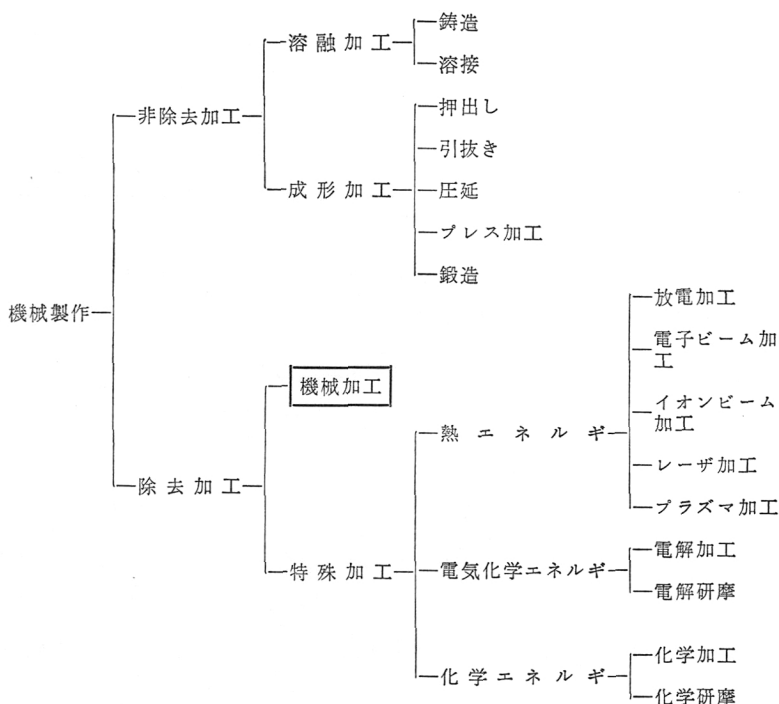 機械製作
非除去加工
溶融加工
鋳造
溶接
成形加工
押出し
引抜き
圧延
プレス加工
鍛造
除去加工
機械加工
特殊加工
熱エネルギ
放電加工
電子ビーム加
工
イオンビーム
加工
レーザ加工
プラズマ加工
電気化学エネルギ
電解加工
電解研摩
化学エネルギ
化学加工
化学研摩